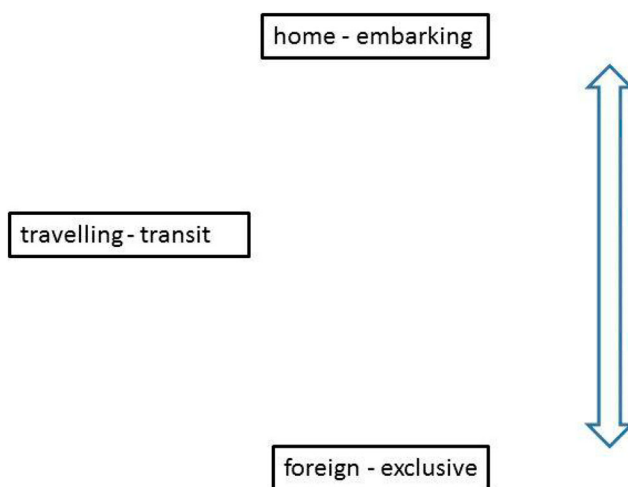 home - embarking
travelling - transit
foreign - exclusive